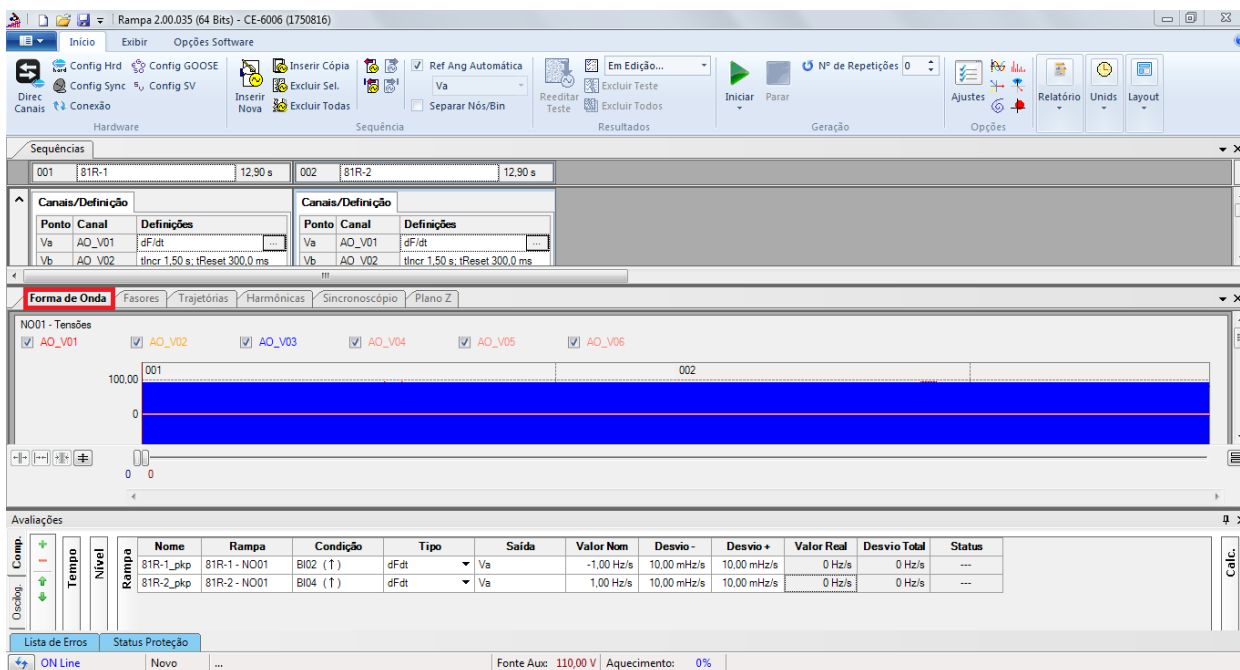 Rampa 2.00.035 (64 Bits) - CE-6006 (1750816)
Início Exibir Opções Software
Direc Canais
Config Hrd Config GOOSE
Config Sync Config SV
Conexão
Hardware
Inserir Nova
Inserir Cópia
Excluir Sel.
Excluir Todas
Ref Ang Automática
Va
Separar Nós/Bin
Sequência
Reeditar Teste
Em Edição...
Excluir Teste
Excluir Todos
Resultados
Iniciar Parar
Nº de Repetições 0
Geração
Ajustes
Opções
Relatório Unids Layout
Sequências
001 81R-1 12,90 s 002 81R-2 12,90 s
Canais/Definição Canais/Definição
Ponto Canal Definições Ponto Canal Definições
Va AO_V01 dF/dt ... Va AO_V01 dF/dt ...
Vb AO_V02 tIncr 1,50 s; tReset 300,0 ms Vb AO_V02 tIncr 1,50 s; tReset 300,0 ms
Forma de Onda Fasores Trajetórias Harmônicas Sincroscópio Plano Z
NO01 - Tensões
AO_V01 AO_V02 AO_V03 AO_V04 AO_V05 AO_V06
001 002
100,00
0
0 0
Avaliações
Comp.
Oscilog.
Tempo
Nível
Rampa
Nome Rampa Condição Tipo Saída Valor Nom Desvio - Desvio + Valor Real Desvio Total Status
81R-1_pkp 81R-1 - NO01 BI02 (↑) dFdt Va -1,00 Hz/s 10,00 mHz/s 10,00 mHz/s 0 Hz/s 0 Hz/s ---
81R-2_pkp 81R-2 - NO01 BI04 (↑) dFdt Va 1,00 Hz/s 10,00 mHz/s 10,00 mHz/s 0 Hz/s 0 Hz/s ---
Calc.
Lista de Erros Status Proteção
ON Line Novo ... Fonte Aux: 110,00 V Aquecimento: 0%